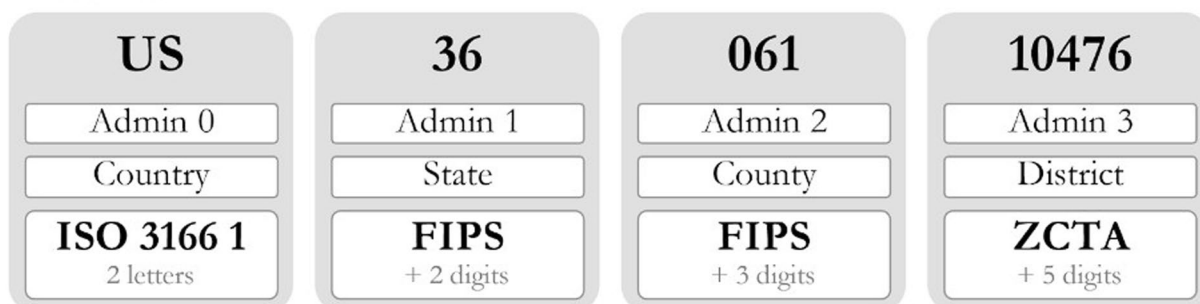 US
Admin 0
Country
ISO 3166 1
2 letters
36
Admin 1
State
FIPS
+ 2 digits
061
Admin 2
County
FIPS
+ 3 digits
10476
Admin 3
District
ZCTA
+ 5 digits